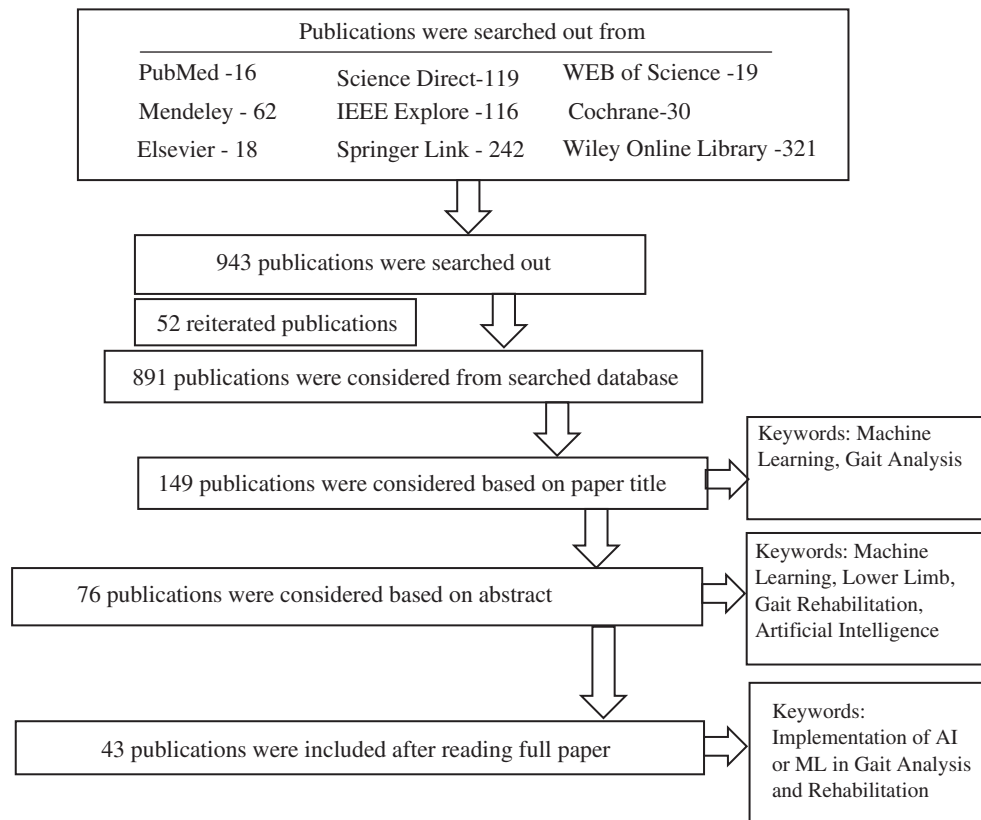 Publications were searched out from
PubMed -16
Science Direct-119
WEB of Science -19
Mendeley - 62
IEEE Explore -116
Cochrane-30
Elsevier - 18
Springer Link - 242
Wiley Online Library -321
943 publications were searched out
52 reiterated publications
891 publications were considered from searched database
149 publications were considered based on paper title
Keywords: Machine
Learning, Gait Analysis
76 publications were considered based on abstract
Keywords: Machine
Learning, Lower Limb,
Gait Rehabilitation,
Artificial Intelligence
43 publications were included after reading full paper
Keywords:
Implementation of AI
or ML in Gait Analysis
and Rehabilitation